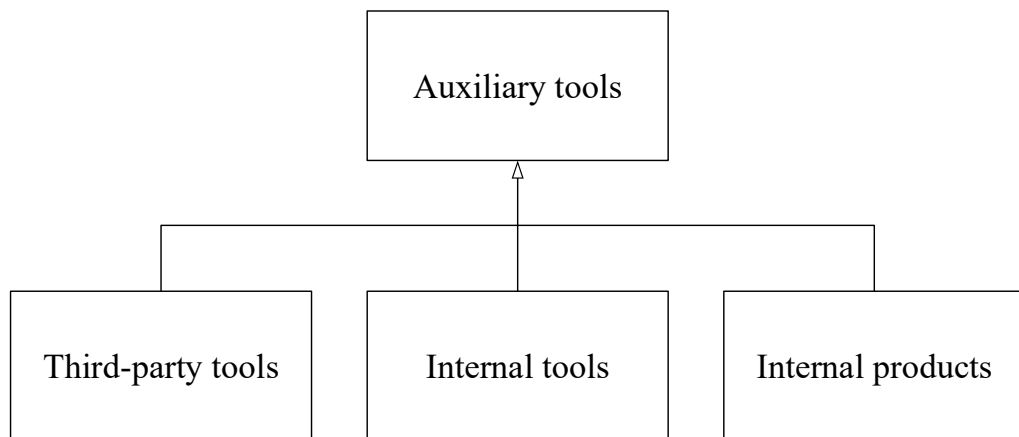 Auxiliary tools
Third-party tools
Internal tools
Internal products